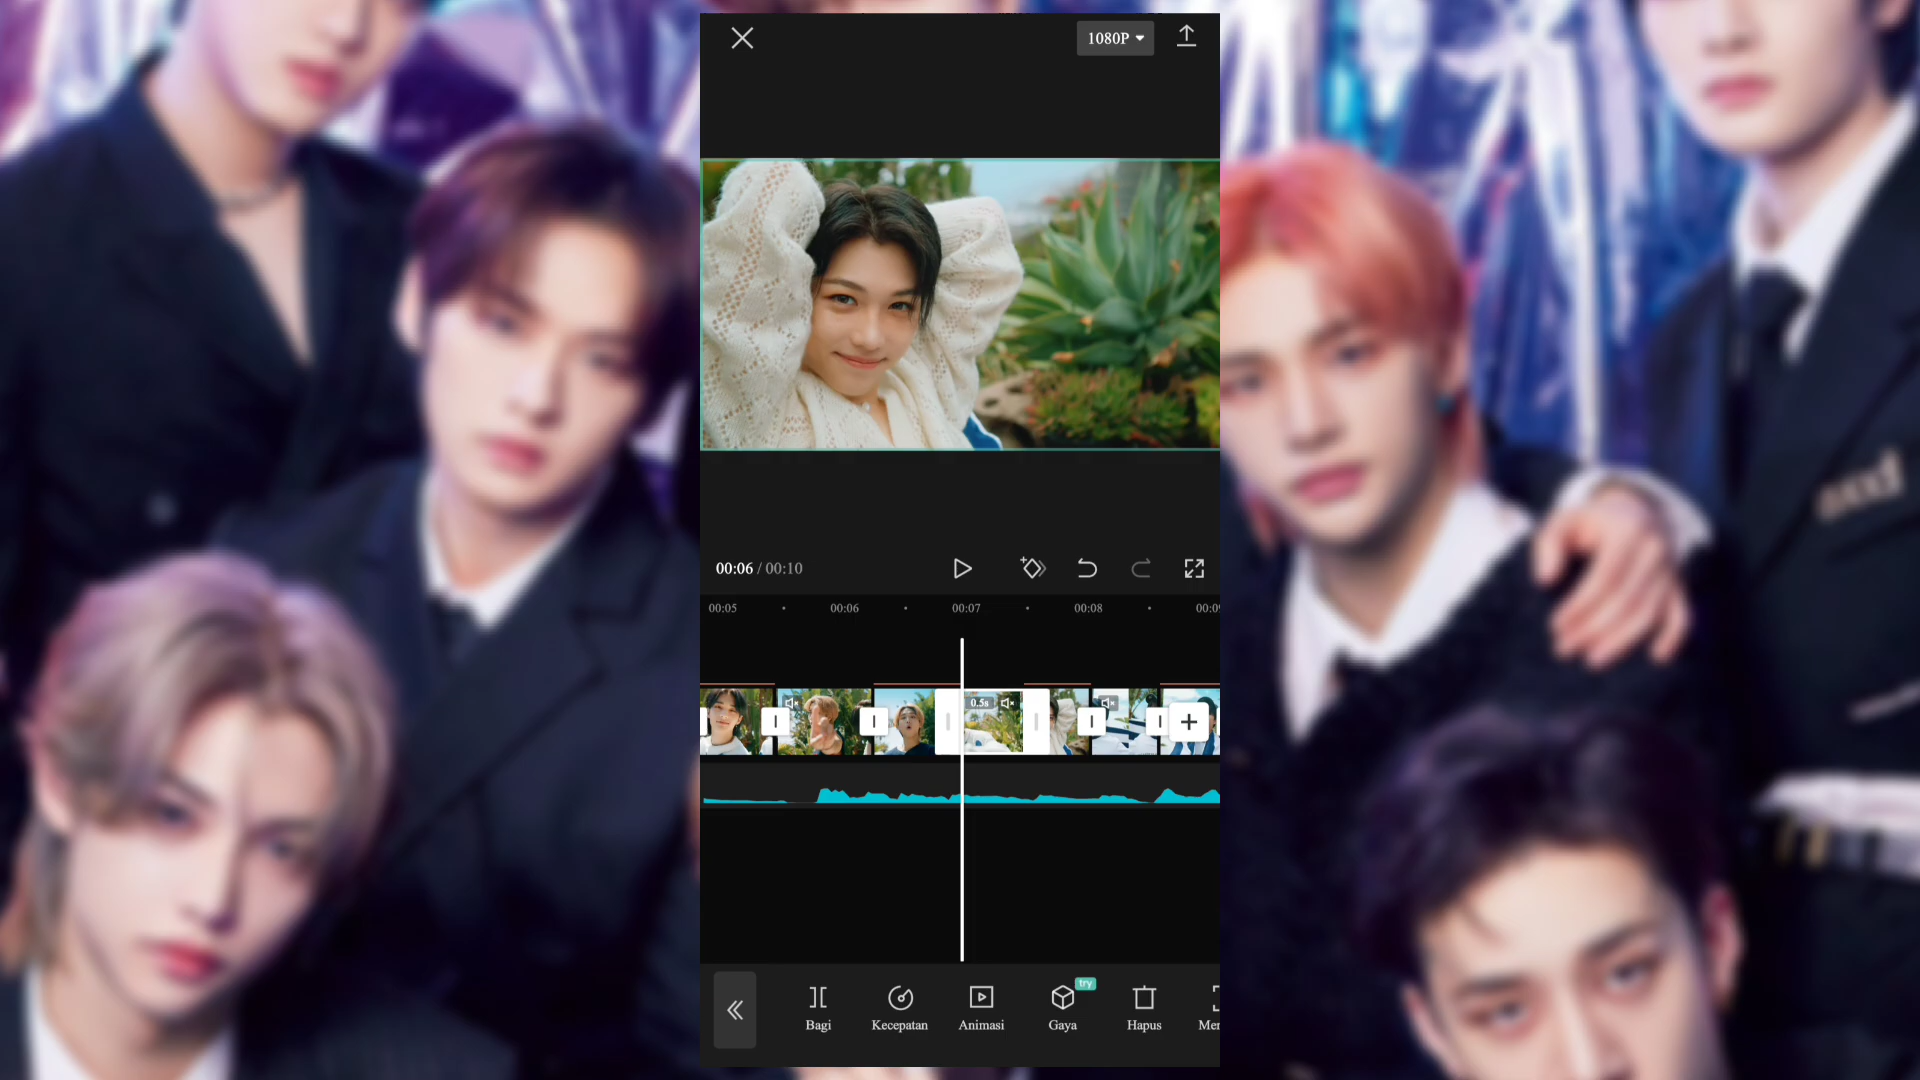 1080P
00:06 / 00:10
00:05
00:06
00:07
00:08
0.5s
try
Bagi
Kecepatan
Animasi
Gaya
Hapus